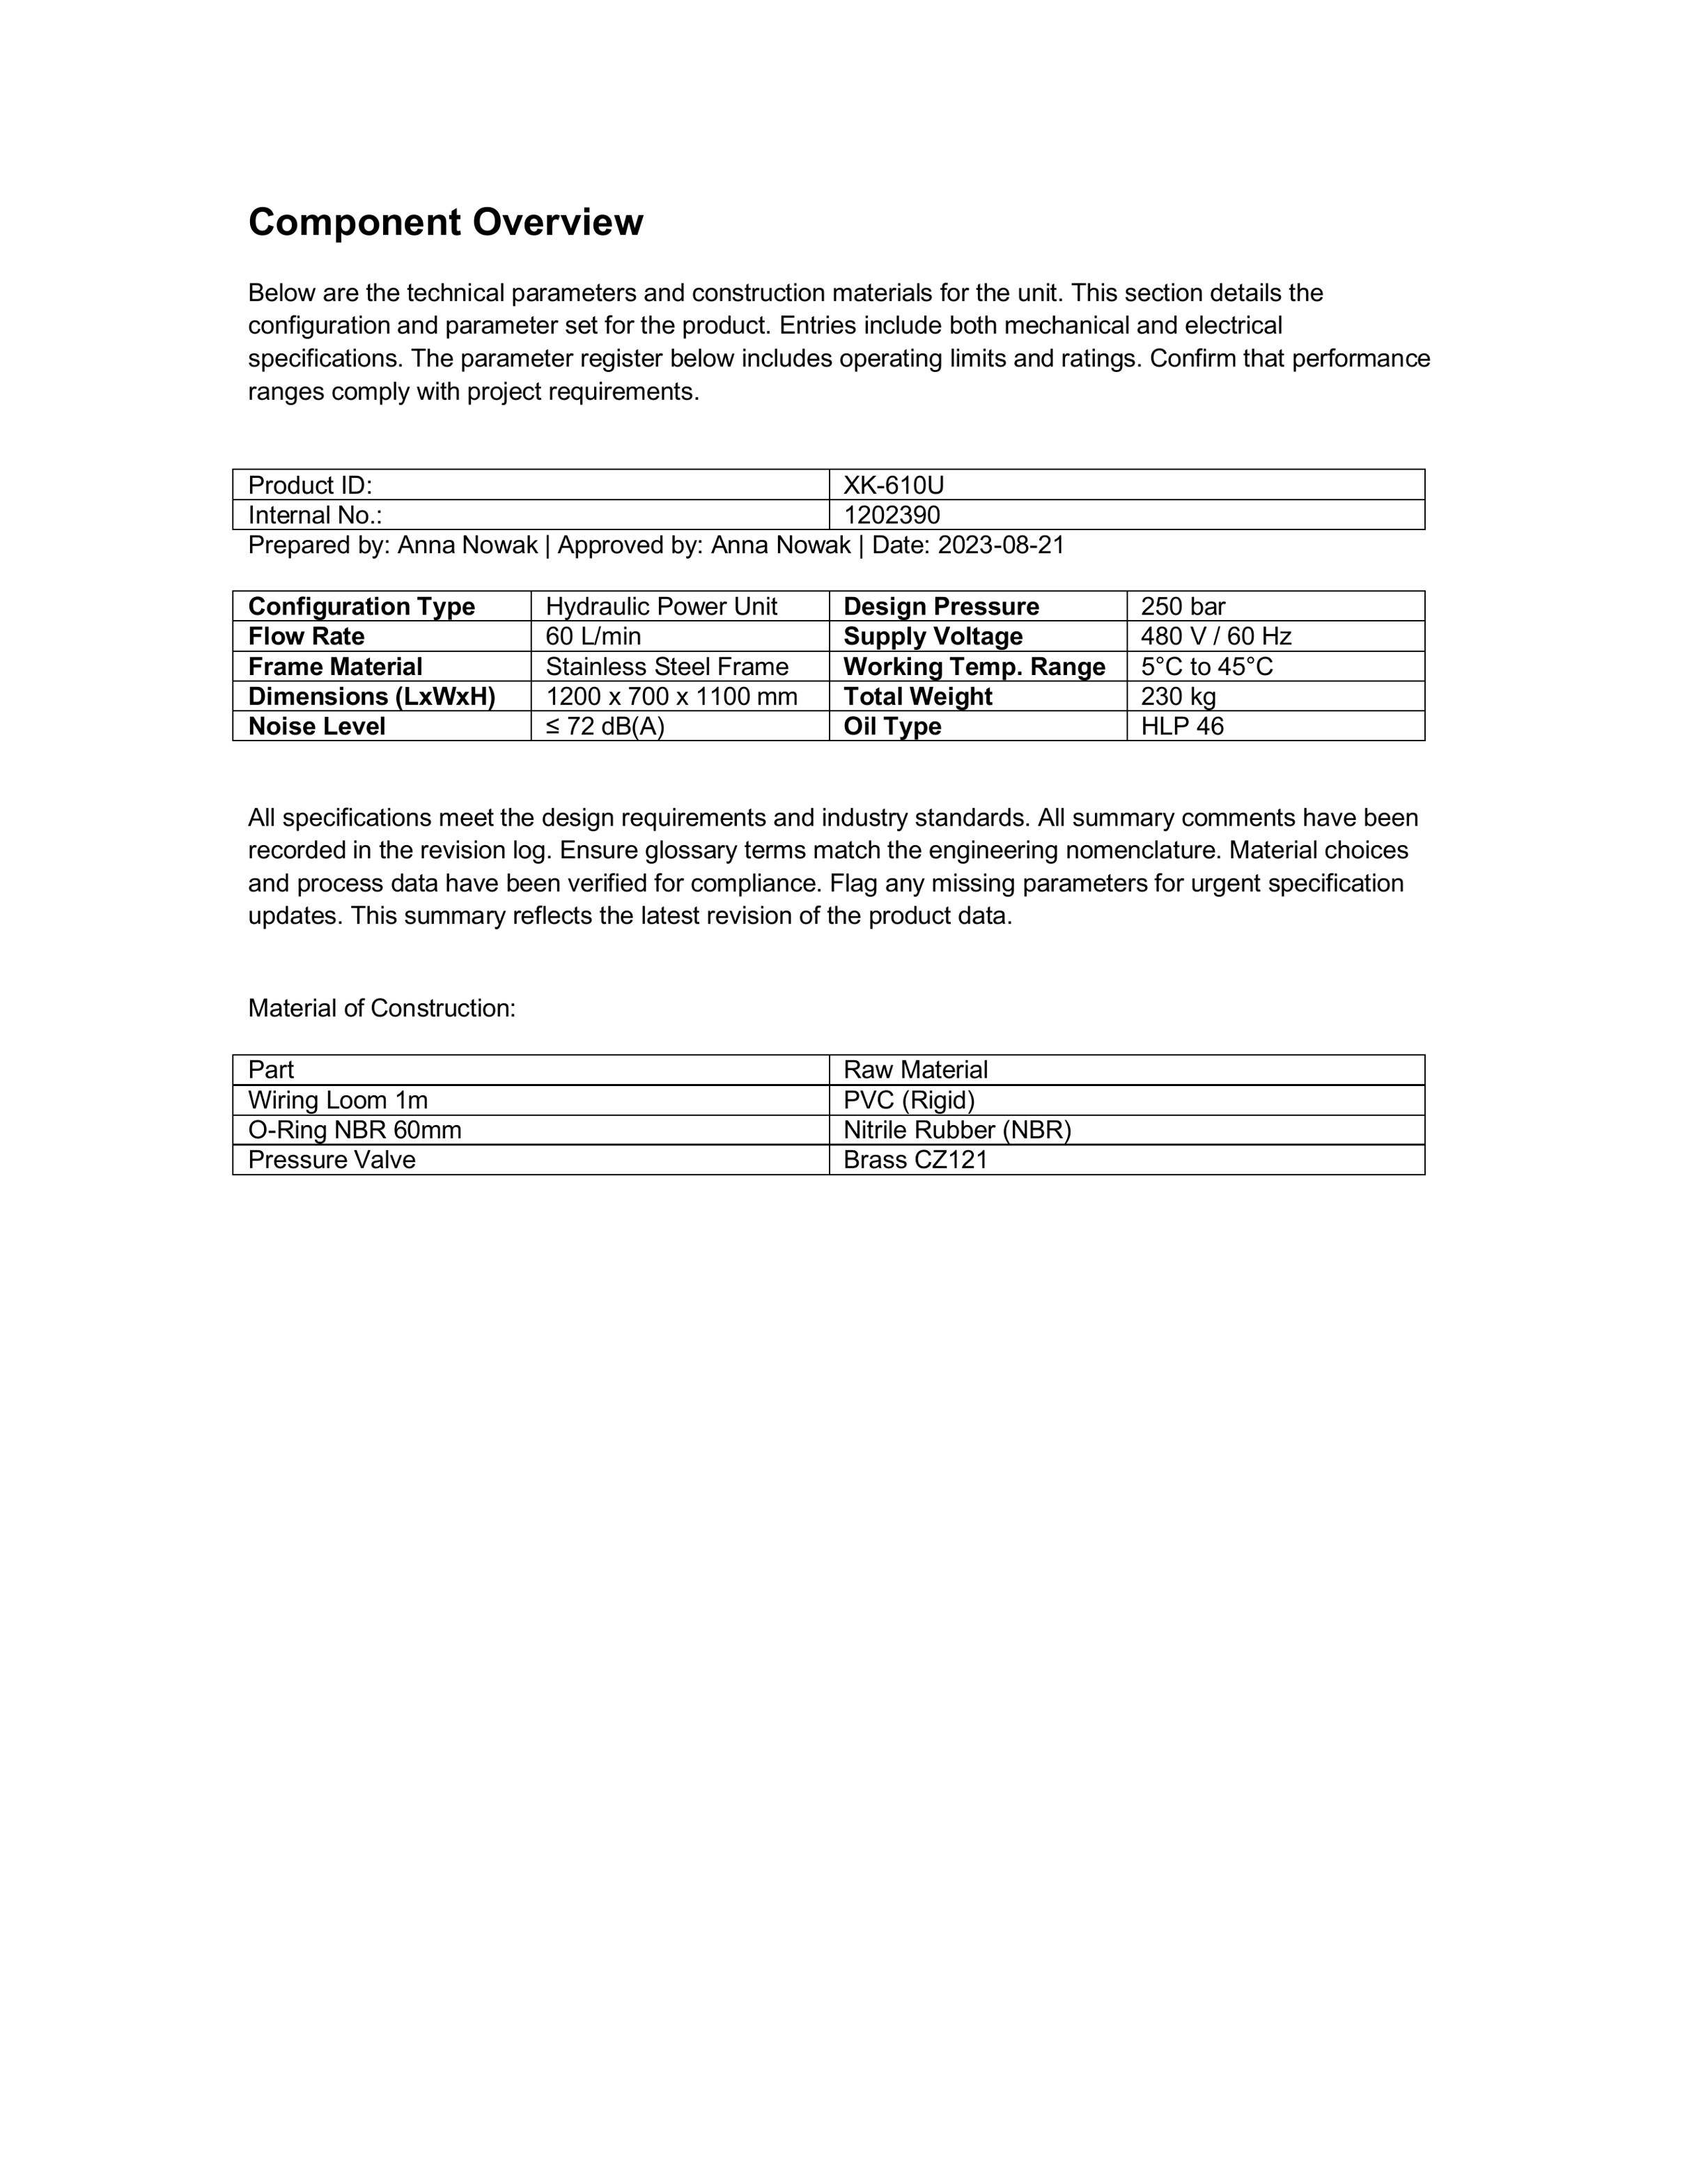 Component Overview
Below are the technical parameters and construction materials for the unit. This section details the
configuration and parameter set for the product. Entries include both mechanical and electrical
specifications. The parameter register below includes operating limits and ratings. Confirm that performance
ranges comply with project requirements.
Product ID: XK-610U
Internal No.: 1202390
Prepared by: Anna Nowak | Approved by: Anna Nowak | Date: 2023-08-21
Configuration Type Hydraulic Power Unit Design Pressure 250 bar
Flow Rate 60 L/min Supply Voltage 480 V / 60 Hz
Frame Material Stainless Steel Frame Working Temp. Range 5°C to 45°C
Dimensions (LxWxH) 1200 x 700 x 1100 mm Total Weight 230 kg
Noise Level ≤ 72 dB(A) Oil Type HLP 46
All specifications meet the design requirements and industry standards. All summary comments have been
recorded in the revision log. Ensure glossary terms match the engineering nomenclature. Material choices
and process data have been verified for compliance. Flag any missing parameters for urgent specification
updates. This summary reflects the latest revision of the product data.
Material of Construction:
Part Raw Material
Wiring Loom 1m PVC (Rigid)
O-Ring NBR 60mm Nitrile Rubber (NBR)
Pressure Valve Brass CZ121